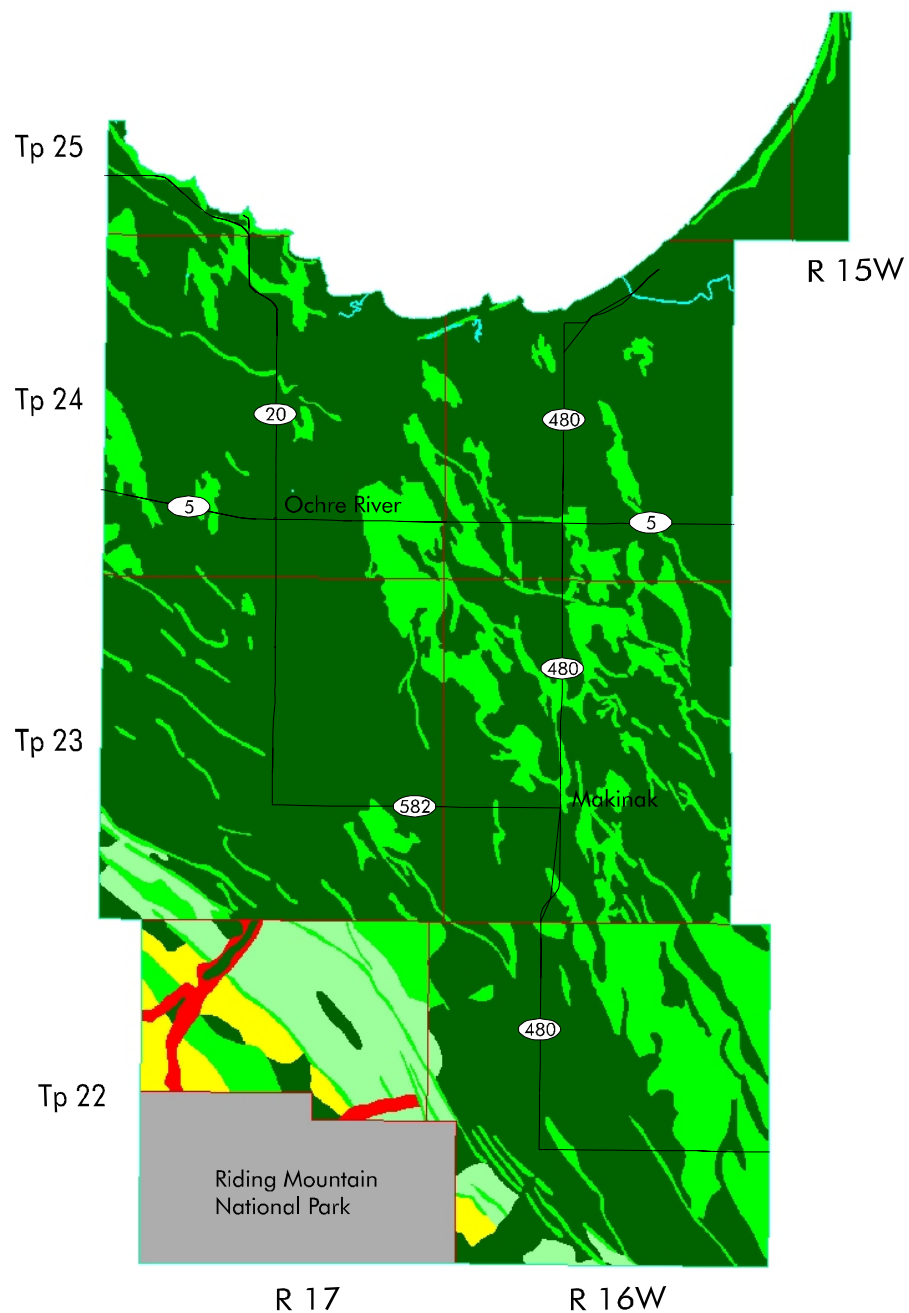 Tp 25
R 15W
Tp 24
20
480
5
Ochre River
5
480
Tp 23
582
Makinak
480
Tp 22
Riding Mountain
National Park
R 17
R 16W